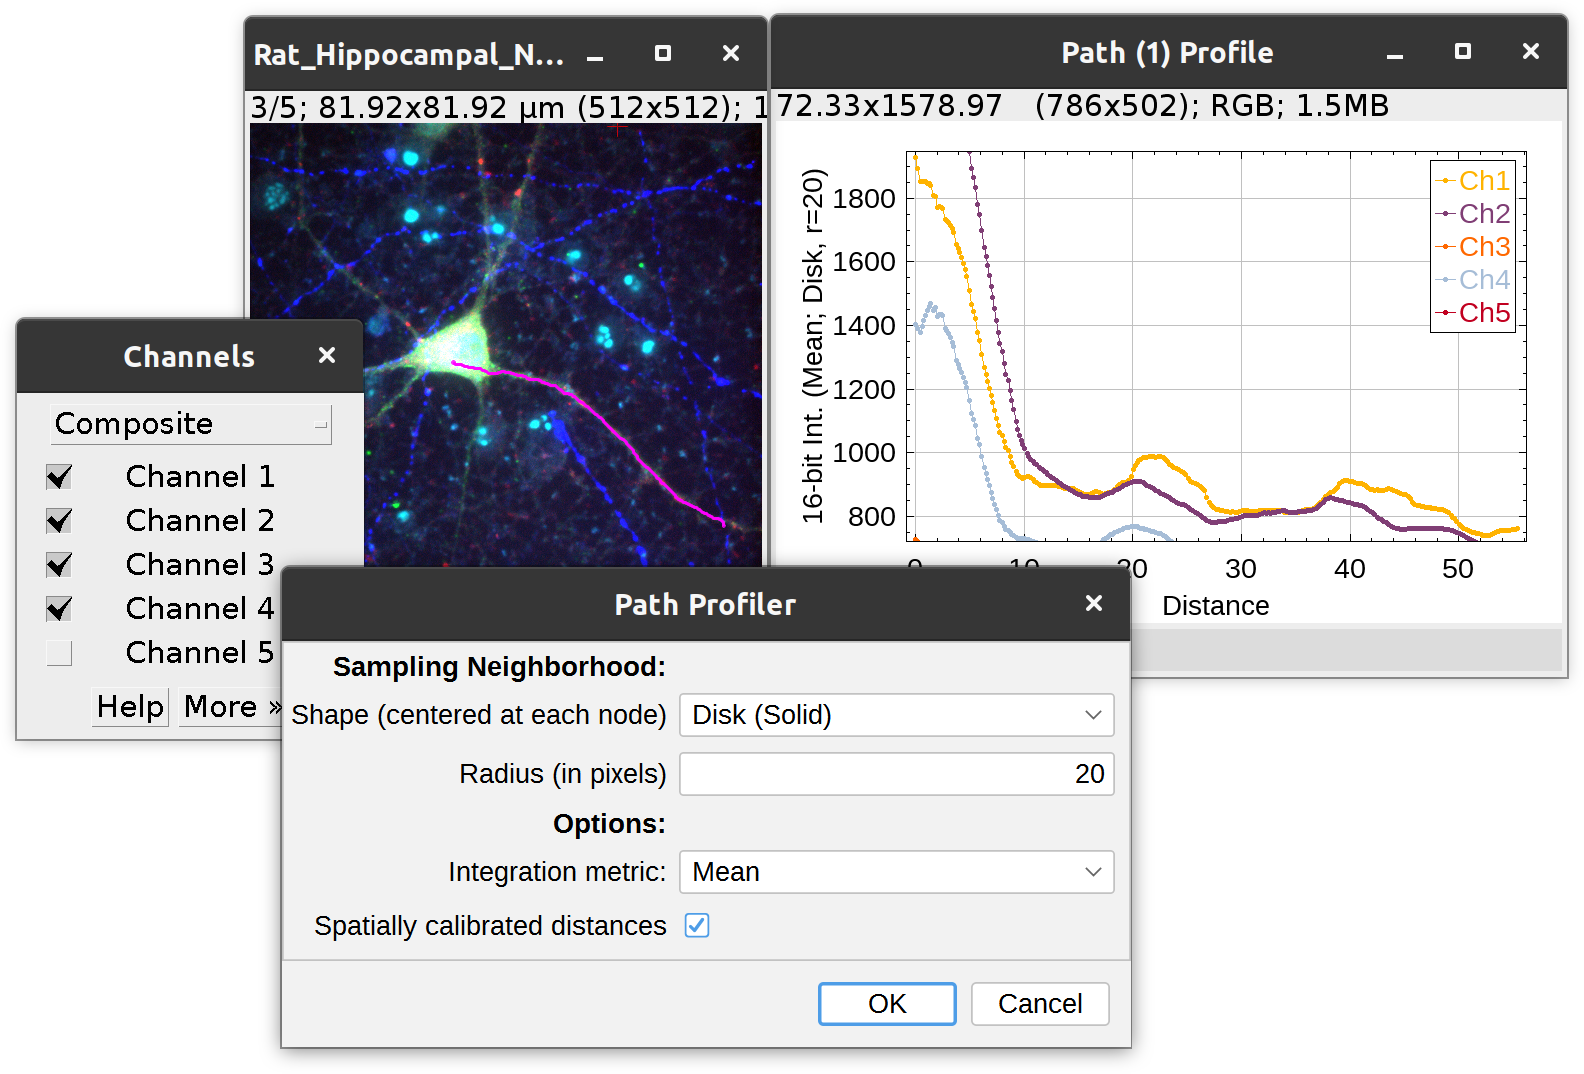 Rat_Hippocampal_N...
3/5; 81.92x81.92 µm (512x512); 1
Path (1) Profile
72.33x1578.97 (786x502); RGB; 1.5MB
16-bit Int. (Mean; Disk, r=20)
1800
1600
1400
1200
1000
800
Ch1
Ch2
Ch3
Ch4
Ch5
0
10
20
30
40
50
Distance
Channels
Composite
Channel 1
Channel 2
Channel 3
Channel 4
Channel 5
Help
More »
Path Profiler
Sampling Neighborhood:
Shape (centered at each node) Disk (Solid)
Radius (in pixels) 20
Options:
Integration metric: Mean
Spatially calibrated distances
OK
Cancel